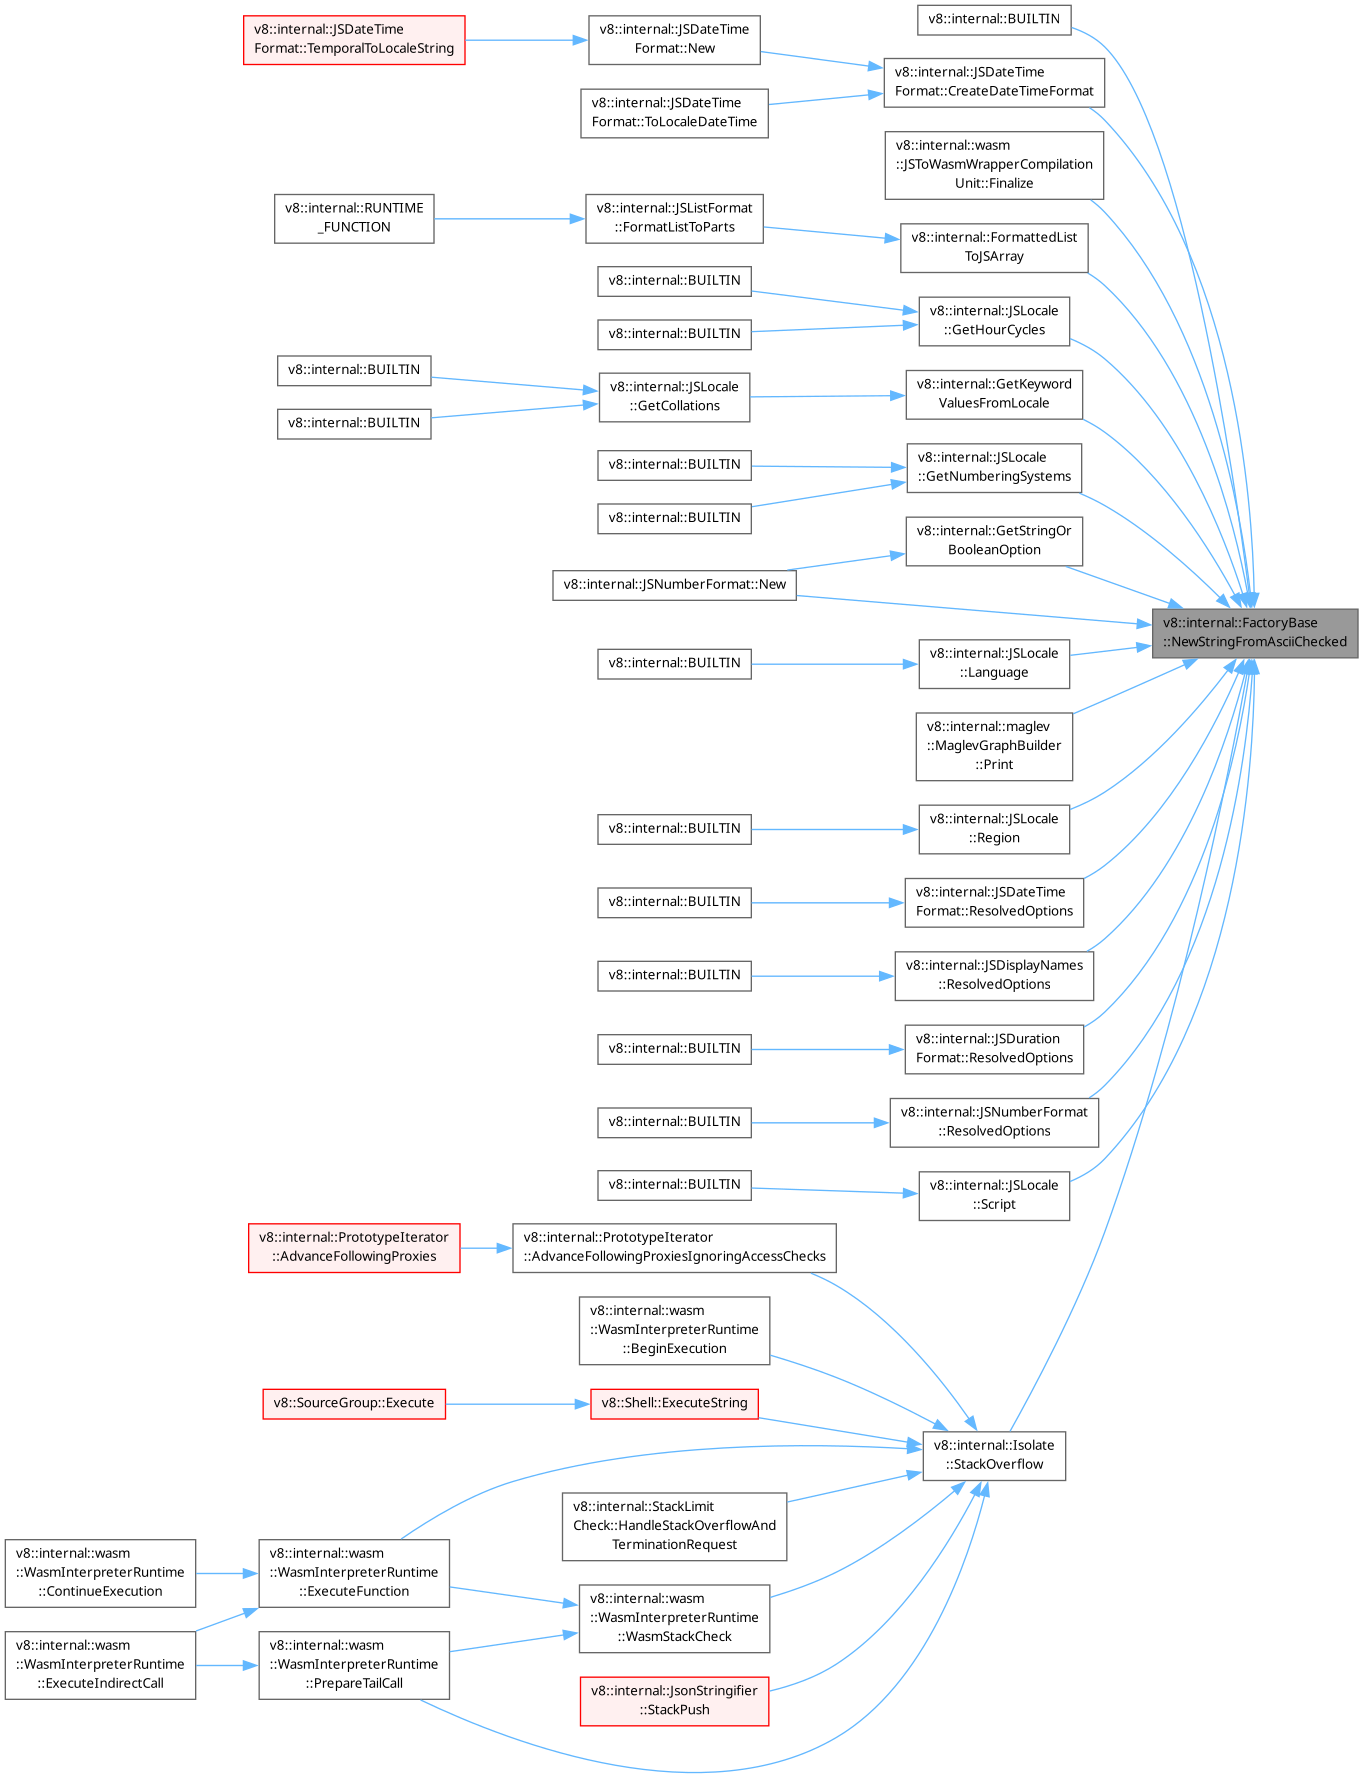 v8::internal::BUILTIN
v8::internal::JSDateTime
Format::TemporalToLocaleString
v8::internal::JSDateTime
Format::New
v8::internal::JSDateTime
Format::CreateDateTimeFormat
v8::internal::JSDateTime
Format::ToLocaleDateTime
v8::internal::wasm
::JSToWasmWrapperCompilation
Unit::Finalize
v8::internal::RUNTIME
_FUNCTION
v8::internal::JSListFormat
::FormatListToParts
v8::internal::FormattedList
ToJSArray
v8::internal::BUILTIN
v8::internal::JSLocale
::GetHourCycles
v8::internal::BUILTIN
v8::internal::BUILTIN
v8::internal::JSLocale
::GetCollations
v8::internal::GetKeyword
ValuesFromLocale
v8::internal::BUILTIN
v8::internal::BUILTIN
v8::internal::JSLocale
::GetNumberingSystems
v8::internal::BUILTIN
v8::internal::GetStringOr
BooleanOption
v8::internal::JSNumberFormat::New
v8::internal::FactoryBase
::NewStringFromAsciiChecked
v8::internal::BUILTIN
v8::internal::JSLocale
::Language
v8::internal::maglev
::MaglevGraphBuilder
::Print
v8::internal::BUILTIN
v8::internal::JSLocale
::Region
v8::internal::BUILTIN
v8::internal::JSDateTime
Format::ResolvedOptions
v8::internal::BUILTIN
v8::internal::JSDisplayNames
::ResolvedOptions
v8::internal::BUILTIN
v8::internal::JSDuration
Format::ResolvedOptions
v8::internal::BUILTIN
v8::internal::JSNumberFormat
::ResolvedOptions
v8::internal::BUILTIN
v8::internal::JSLocale
::Script
v8::internal::PrototypeIterator
::AdvanceFollowingProxies
v8::internal::PrototypeIterator
::AdvanceFollowingProxiesIgnoringAccessChecks
v8::internal::wasm
::WasmInterpreterRuntime
::BeginExecution
v8::SourceGroup::Execute
v8::Shell::ExecuteString
v8::internal::Isolate
::StackOverflow
v8::internal::StackLimit
Check::HandleStackOverflowAnd
TerminationRequest
v8::internal::wasm
::WasmInterpreterRuntime
::ContinueExecution
v8::internal::wasm
::WasmInterpreterRuntime
::ExecuteFunction
v8::internal::wasm
::WasmInterpreterRuntime
::WasmStackCheck
v8::internal::wasm
::WasmInterpreterRuntime
::ExecuteIndirectCall
v8::internal::wasm
::WasmInterpreterRuntime
::PrepareTailCall
v8::internal::JsonStringifier
::StackPush